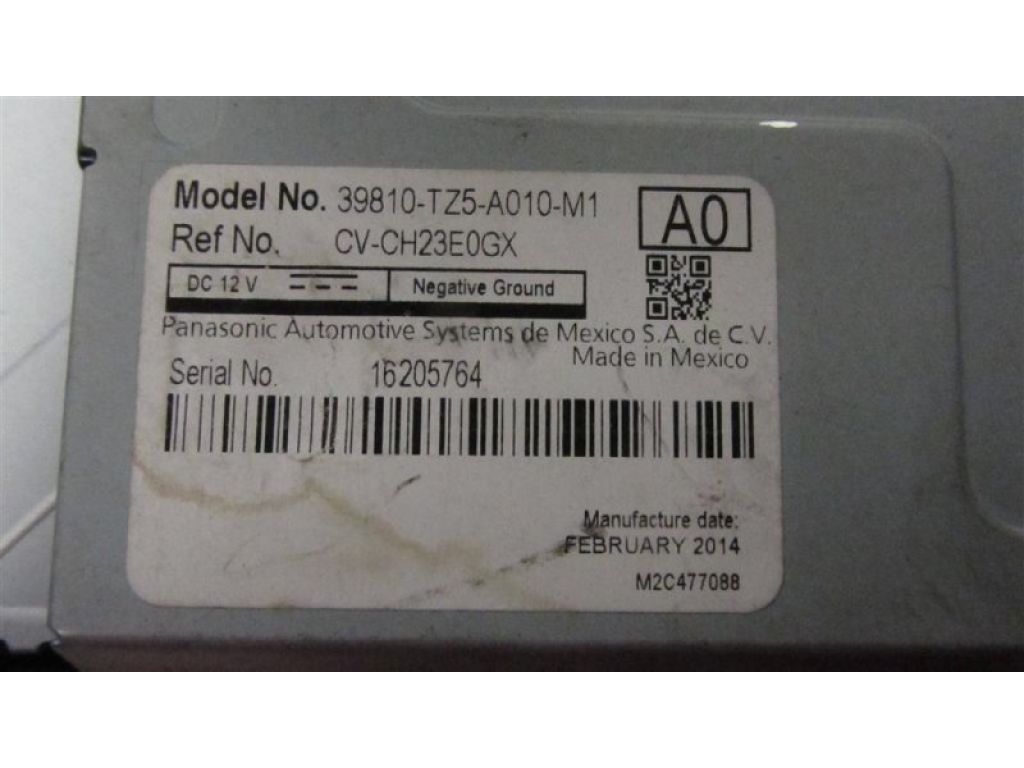 Model No. 39810-TZ5-A010-M1
A0
Ref No. CV-CH23E0GX
DC 12 V
Negative Ground
Panasonic Automotive Systems de Mexico S.A. de C.V.
Made in Mexico
Serial No. 16205764
Manufacture date:
FEBRUARY 2014
M2C477088